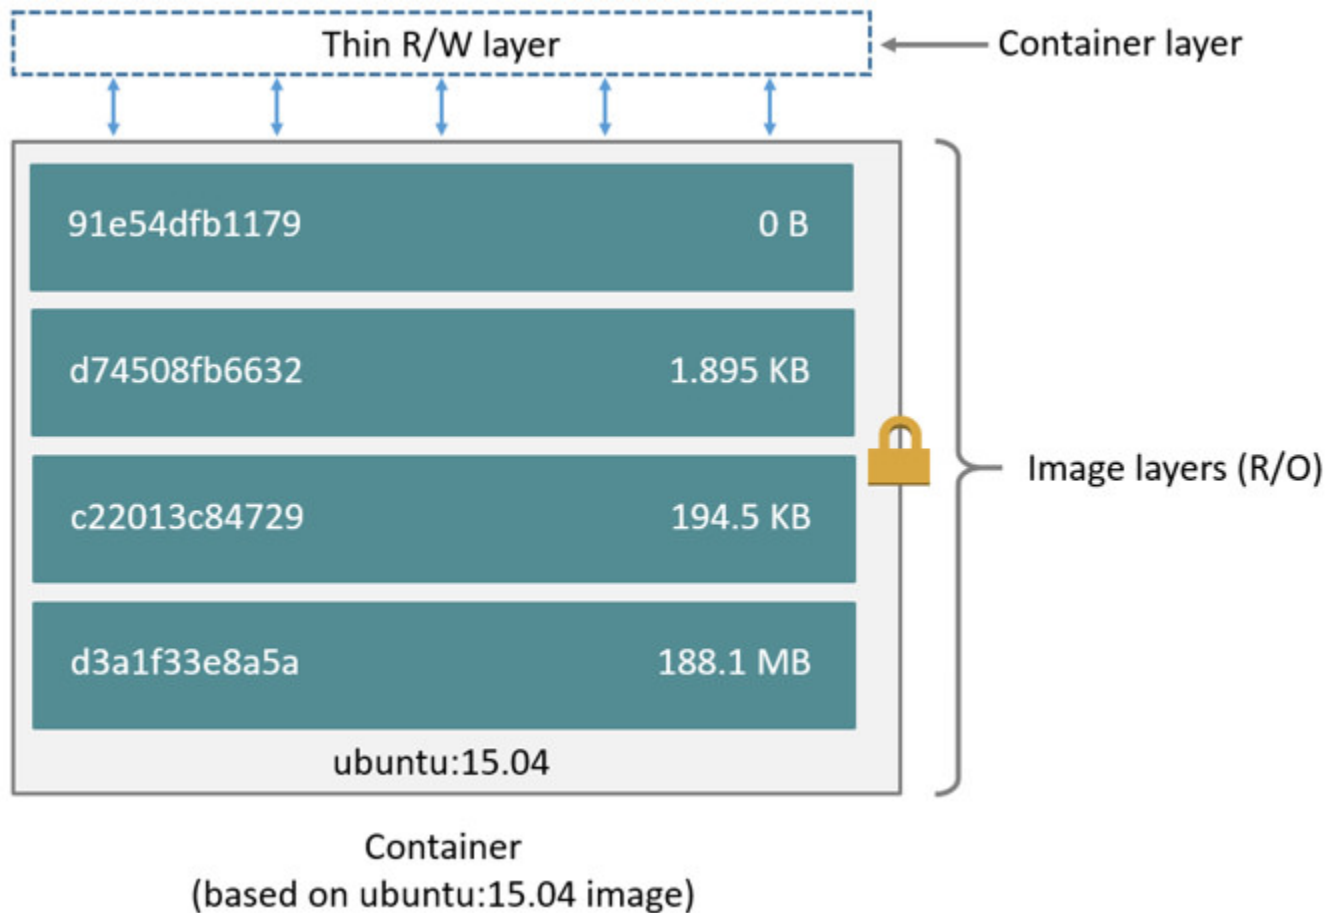 Thin R/W layer
Container layer
91e54dfb1179 0 B
d74508fb6632 1.895 KB
c22013c84729 194.5 KB
d3a1f33e8a5a 188.1 MB
Image layers (R/O)
ubuntu:15.04
Container
(based on ubuntu:15.04 image)